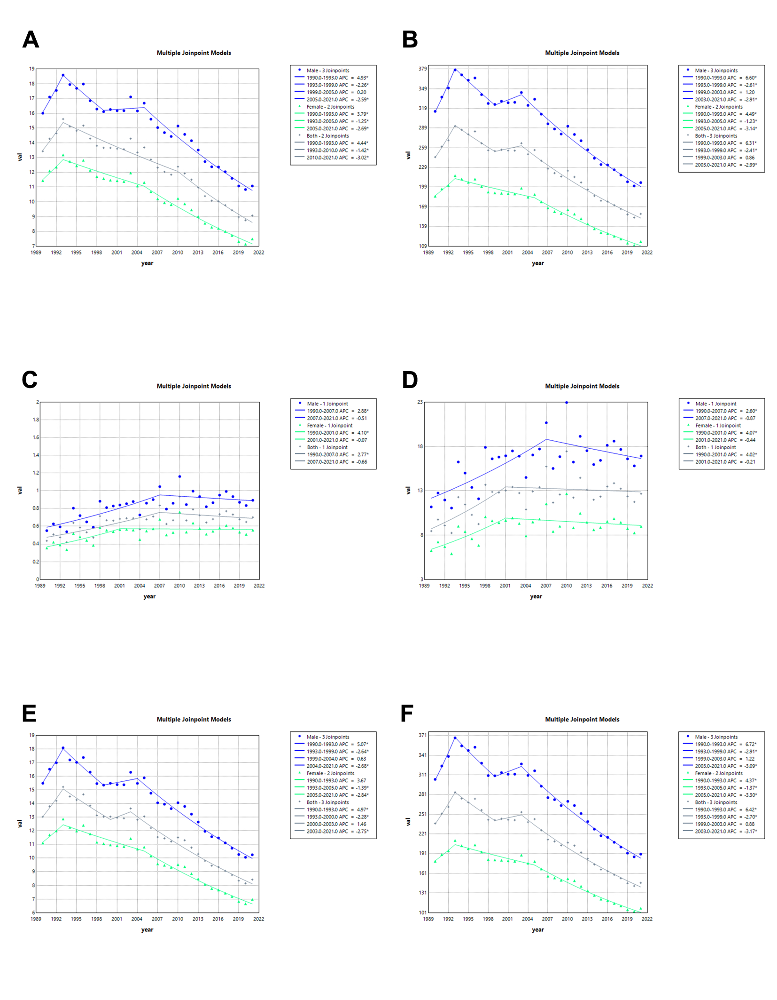 A
Multiple Joinpoint Models
19
18
17
16
15
14
13
12
11
10
9
8
7
val
1989 1992 1995 1998 2001 2004 2007 2010 2013 2016 2019 2022
year
Male - 3 Joinpoints
1990.0-1993.0 APC = 4.93*
1993.0-1999.0 APC = -2.26*
1999.0-2005.0 APC = 0.20
2005.0-2021.0 APC = -2.59*
Female - 2 Joinpoints
1990.0-1993.0 APC = 3.79*
1993.0-2005.0 APC = -1.25*
2005.0-2021.0 APC = -2.69*
Both - 2 Joinpoints
1990.0-1993.0 APC = 4.44*
1993.0-2010.0 APC = -1.42*
2010.0-2021.0 APC = -3.02*
B
Multiple Joinpoint Models
379
349
319
289
259
229
199
169
139
109
val
1989 1992 1995 1998 2001 2004 2007 2010 2013 2016 2019 2022
year
Male - 3 Joinpoints
1990.0-1993.0 APC = 6.60*
1993.0-1999.0 APC = -2.61*
1999.0-2003.0 APC = 1.20
2003.0-2021.0 APC = -2.91*
Female - 2 Joinpoints
1990.0-1993.0 APC = 4.49*
1993.0-2005.0 APC = -1.23*
2005.0-2021.0 APC = -3.14*
Both - 3 Joinpoints
1990.0-1993.0 APC = 6.31*
1993.0-1999.0 APC = -2.41*
1999.0-2003.0 APC = 0.86
2003.0-2021.0 APC = -2.99*
C
Multiple Joinpoint Models
2
1.8
1.6
1.4
1.2
1
0.8
0.6
0.4
0.2
0
val
1989 1992 1995 1998 2001 2004 2007 2010 2013 2016 2019 2022
year
Male - 1 Joinpoint
1990.0-2007.0 APC = 2.88*
2007.0-2021.0 APC = -0.51
Female - 1 Joinpoint
1990.0-2001.0 APC = 4.10*
2001.0-2021.0 APC = -0.07
Both - 1 Joinpoint
1990.0-2007.0 APC = 2.77*
2007.0-2021.0 APC = -0.66
D
Multiple Joinpoint Models
23
18
13
8
3
val
1989 1992 1995 1998 2001 2004 2007 2010 2013 2016 2019 2022
year
Male - 1 Joinpoint
1990.0-2007.0 APC = 2.60*
2007.0-2021.0 APC = -0.87
Female - 1 Joinpoint
1990.0-2001.0 APC = 4.07*
2001.0-2021.0 APC = -0.44
Both - 1 Joinpoint
1990.0-2001.0 APC = 4.02*
2001.0-2021.0 APC = -0.21
E
Multiple Joinpoint Models
19
18
17
16
15
14
13
12
11
10
9
8
7
6
val
1989 1992 1995 1998 2001 2004 2007 2010 2013 2016 2019 2022
year
Male - 3 Joinpoints
1990.0-1993.0 APC = 5.07*
1993.0-1999.0 APC = -2.64*
1999.0-2004.0 APC = 0.63
2004.0-2021.0 APC = -2.68*
Female - 2 Joinpoints
1990.0-1993.0 APC = 3.67
1993.0-2005.0 APC = -1.39*
2005.0-2021.0 APC = -2.84*
Both - 3 Joinpoints
1990.0-1993.0 APC = 4.97*
1993.0-2000.0 APC = -2.28*
2000.0-2003.0 APC = 1.46
2003.0-2021.0 APC = -2.75*
F
Multiple Joinpoint Models
371
341
311
281
251
221
191
161
131
101
val
1989 1992 1995 1998 2001 2004 2007 2010 2013 2016 2019 2022
year
Male - 3 Joinpoints
1990.0-1993.0 APC = 6.72*
1993.0-1999.0 APC = -2.91*
1999.0-2003.0 APC = 1.22
2003.0-2021.0 APC = -3.09*
Female - 2 Joinpoints
1990.0-1993.0 APC = 4.37*
1993.0-2005.0 APC = -1.37*
2005.0-2021.0 APC = -3.30*
Both - 3 Joinpoints
1990.0-1993.0 APC = 6.42*
1993.0-1999.0 APC = -2.70*
1999.0-2003.0 APC = 0.88
2003.0-2021.0 APC = -3.17*